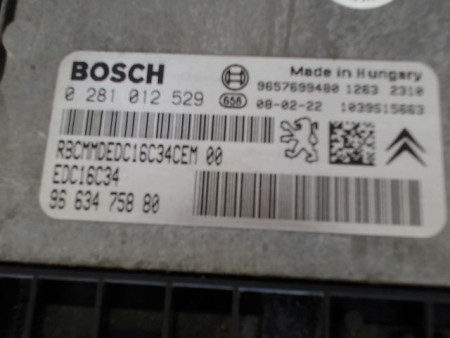 BOSCH
Made in Hungary
9657699480 1263 2310
0 281 012 529
658
08-02-22 1039S15663
RBCMMDEDC16C34CEM 00
EDC16C34
96 634 758 80